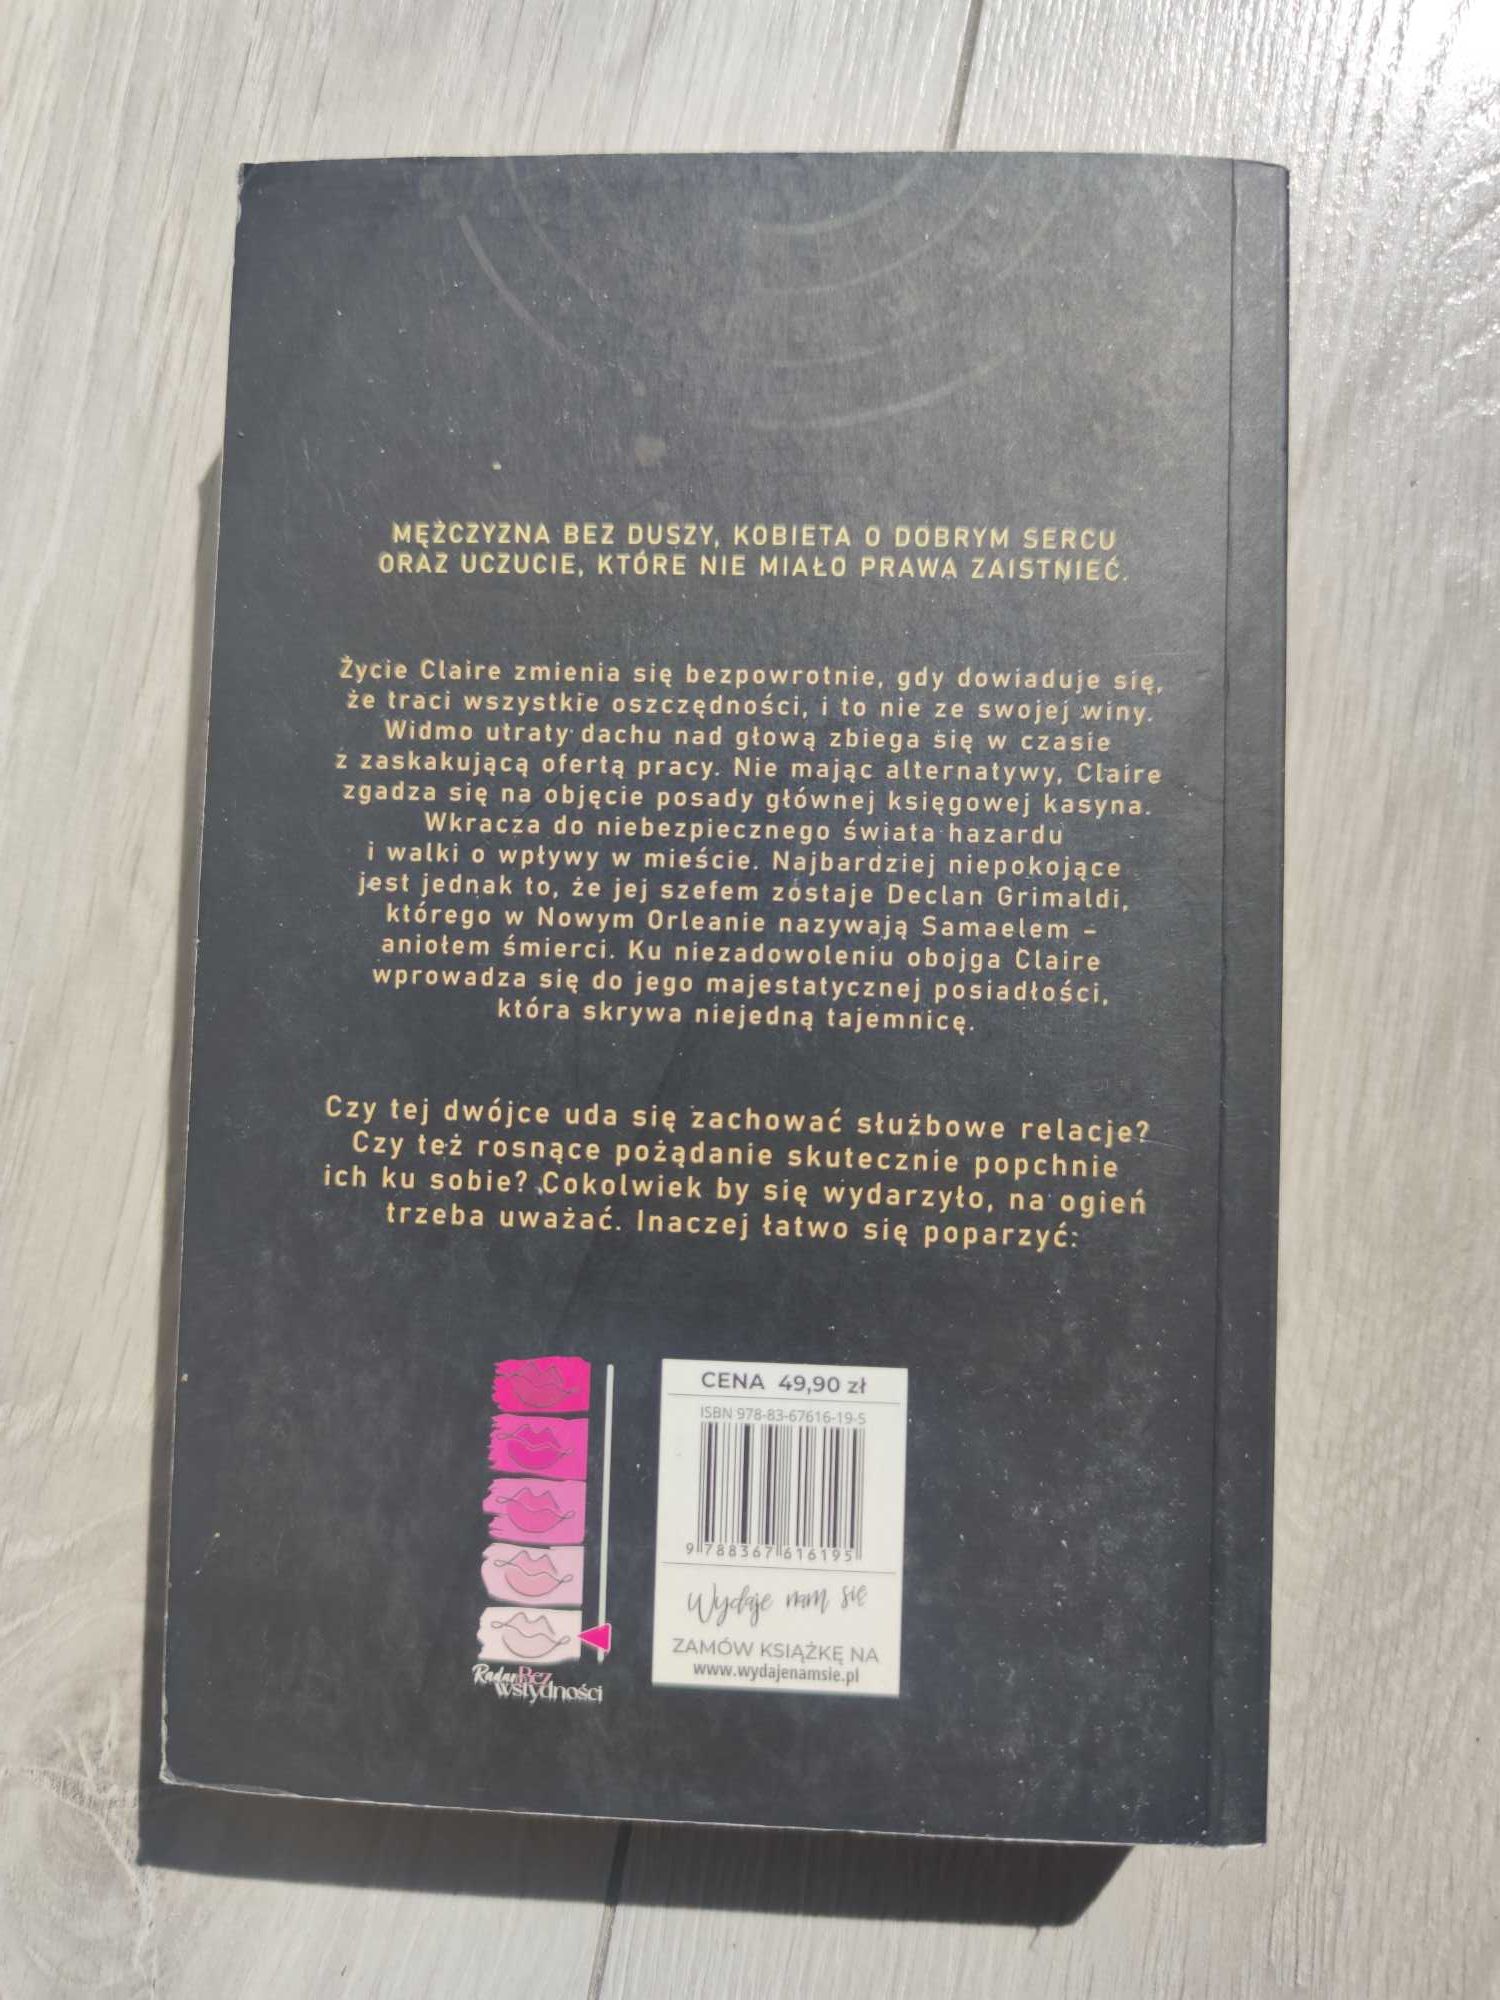 MĘŻCZYZNA BEZ DUSZY, KOBIETA O DOBRYM SERCU
ORAZ UCZUCIE, KTÓRE NIE MIAŁO PRAWA ZAISTNIEĆ.
Życie Claire zmienia się bezpowrotnie, gdy dowiaduje się,
że traci wszystkie oszczędności, i to nie ze swojej winy.
Widmo utraty dachu nad głową zbiega się w czasie
z zaskakującą ofertą pracy. Nie mając alternatywy, Claire
zgadza się na objęcie posady głównej księgowej kasyna.
Wkracza do niebezpiecznego świata hazardu
i walki o wpływy w mieście. Najbardziej niepokojące
jest jednak to, że jej szefem zostaje Declan Grimaldi,
którego w Nowym Orleanie nazywają Samaelem –
aniołem śmierci. Ku niezadowoleniu obojga Claire
wprowadza się do jego majestatycznej posiadłości,
która skrywa niejedną tajemnicę.
Czy tej dwójce uda się zachować służbowe relacje?
Czy też rosnące pożądanie skutecznie popchnie
ich ku sobie? Cokolwiek by się wydarzyło, na ogień
trzeba uważać. Inaczej łatwo się poparzyć.
Radar Bez
wstydności
CENA 49,90 zł
ISBN 978-83-67616-19-5
9 788367 616195
Wydaje nam się
ZAMÓW KSIĄŻKĘ NA
www.wydajenamsie.pl